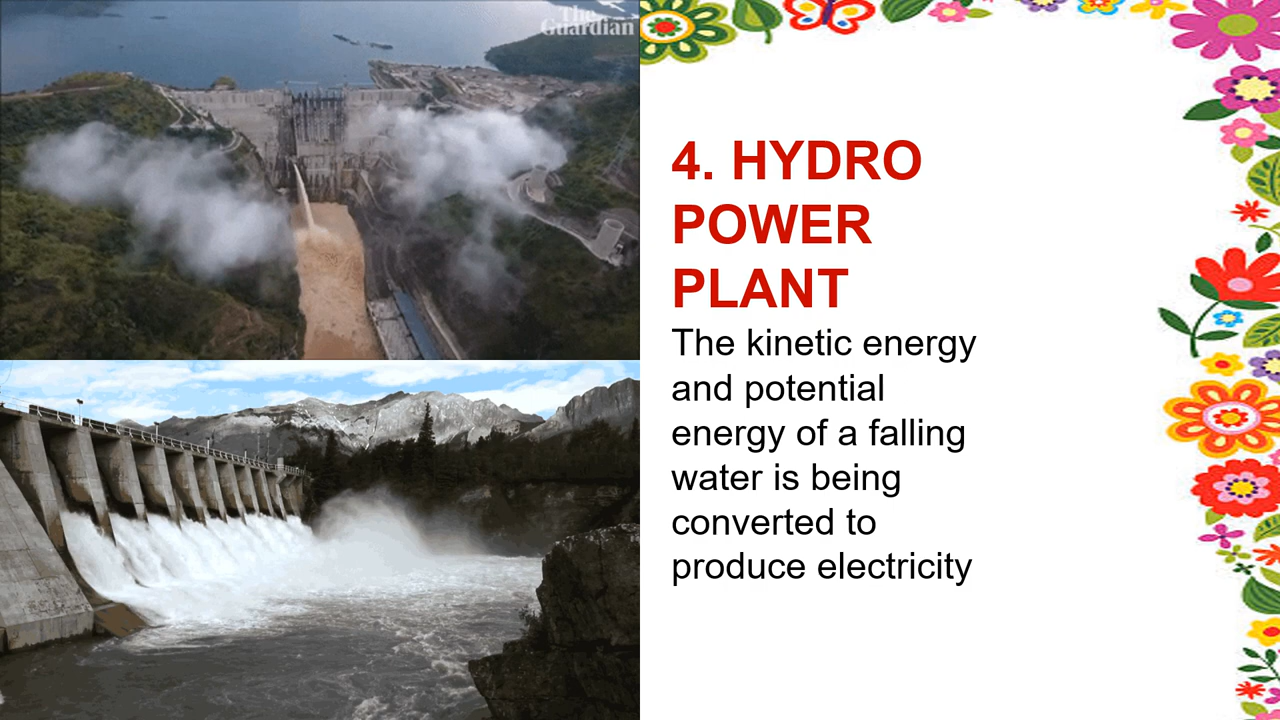 The
Guardian
4. HYDRO
POWER
PLANT
The kinetic energy
and potential
energy of a falling
water is being
converted to
produce electricity